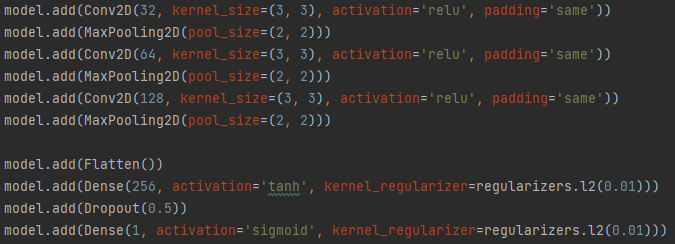 model.add(Conv2D(32, kernel_size=(3, 3), activation='relu', padding='same'))
model.add(MaxPooling2D(pool_size=(2, 2)))
model.add(Conv2D(64, kernel_size=(3, 3), activation='relu', padding='same'))
model.add(MaxPooling2D(pool_size=(2, 2)))
model.add(Conv2D(128, kernel_size=(3, 3), activation='relu', padding='same'))
model.add(MaxPooling2D(pool_size=(2, 2)))
model.add(Flatten())
model.add(Dense(256, activation='tanh', kernel_regularizer=regularizers.l2(0.01)))
model.add(Dropout(0.5))
model.add(Dense(1, activation='sigmoid', kernel_regularizer=regularizers.l2(0.01)))